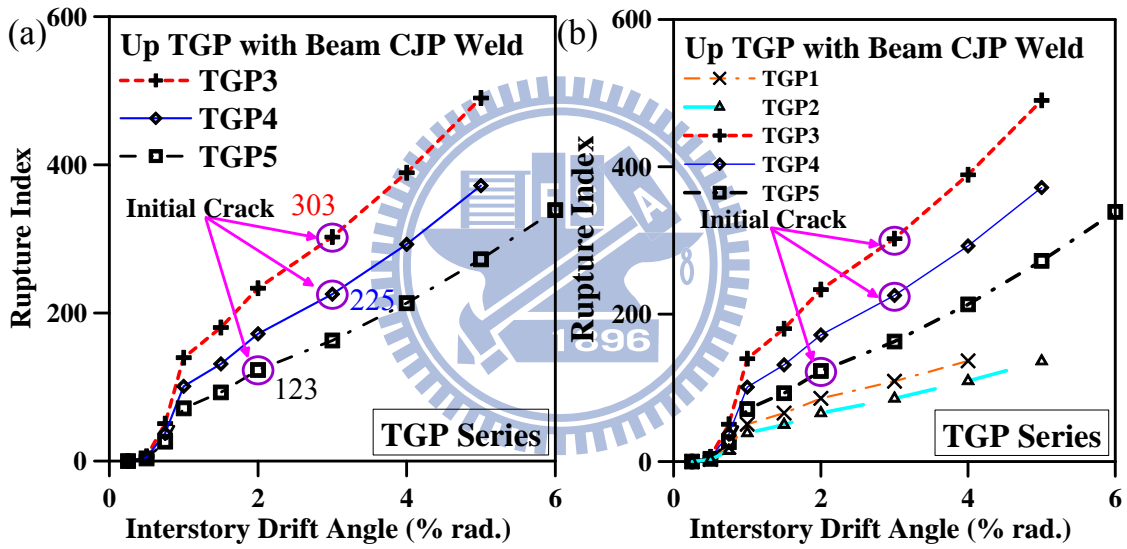 (a)
600
400
200
0
0
2
4
6
Rupture Index
Interstory Drift Angle (% rad.)
Up TGP with Beam CJP Weld
TGP3
TGP4
TGP5
Initial Crack
303
225
123
TGP Series
(b)
600
400
200
0
0
2
4
6
Rupture Index
Interstory Drift Angle (% rad.)
Up TGP with Beam CJP Weld
TGP1
TGP2
TGP3
TGP4
TGP5
Initial Crack
TGP Series
1896